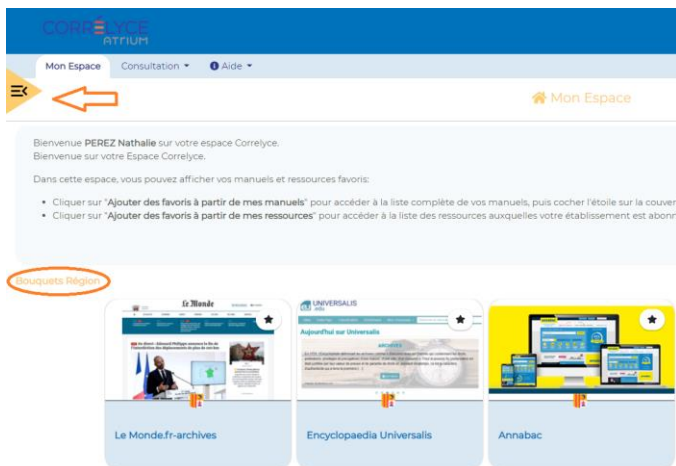 CORRÉLYCE
ATRIUM
Mon Espace Consultation Aide
Mon Espace
Bienvenue PEREZ Nathalie sur votre espace Correlyce.
Bienvenue sur votre Espace Correlyce.
Dans cette espace, vous pouvez afficher vos manuels et ressources favoris:
Cliquer sur "Ajouter des favoris à partir de mes manuels" pour accéder à la liste complète de vos manuels, puis cocher l'étoile sur la couver
Cliquer sur "Ajouter des favoris à partir de mes ressources" pour accéder à la liste des ressources auxquelles votre établissement est abonn
Bouquets Région
Le Monde
UNIVERSALIS
Aujourd'hui sur Universalis
ARCHIVES
Le Monde.fr-archives
Encyclopaedia Universalis
Annabac